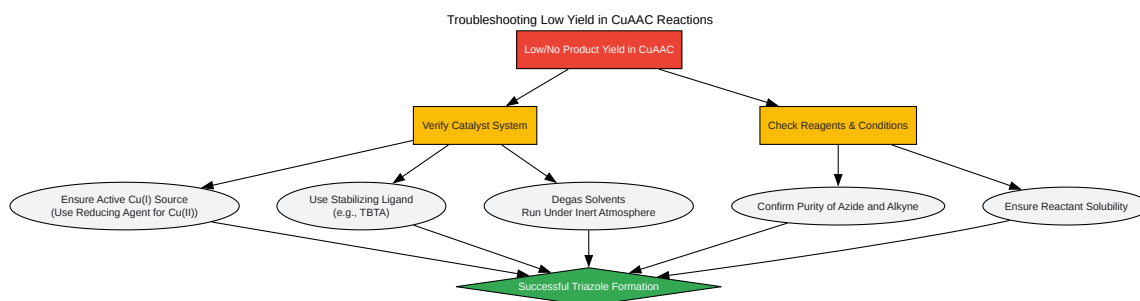 Troubleshooting Low Yield in CuAAC Reactions
Low/No Product Yield in CuAAC
Verify Catalyst System
Check Reagents & Conditions
Ensure Active Cu(I) Source
(Use Reducing Agent for Cu(II))
Use Stabilizing Ligand
(e.g., TBTA)
Degas Solvents
Run Under Inert Atmosphere
Confirm Purity of Azide and Alkyne
Ensure Reactant Solubility
Successful Triazole Formation